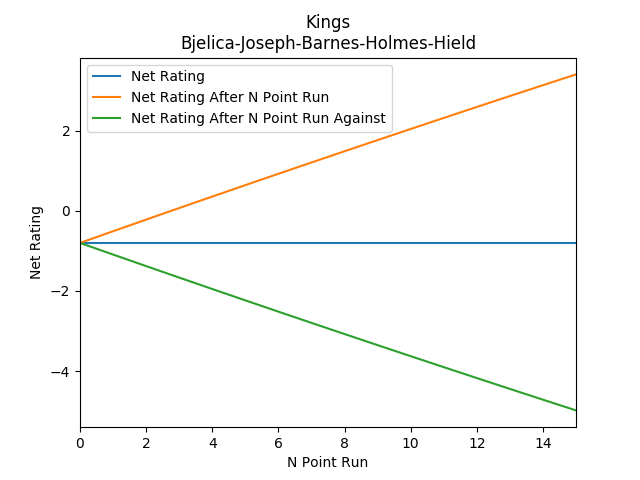 Kings
Bjelica-Joseph-Barnes-Holmes-Hield
Net Rating
Net Rating After N Point Run
Net Rating After N Point Run Against
Net Rating
2
0
−2
−4
0 2 4 6 8 10 12 14
N Point Run